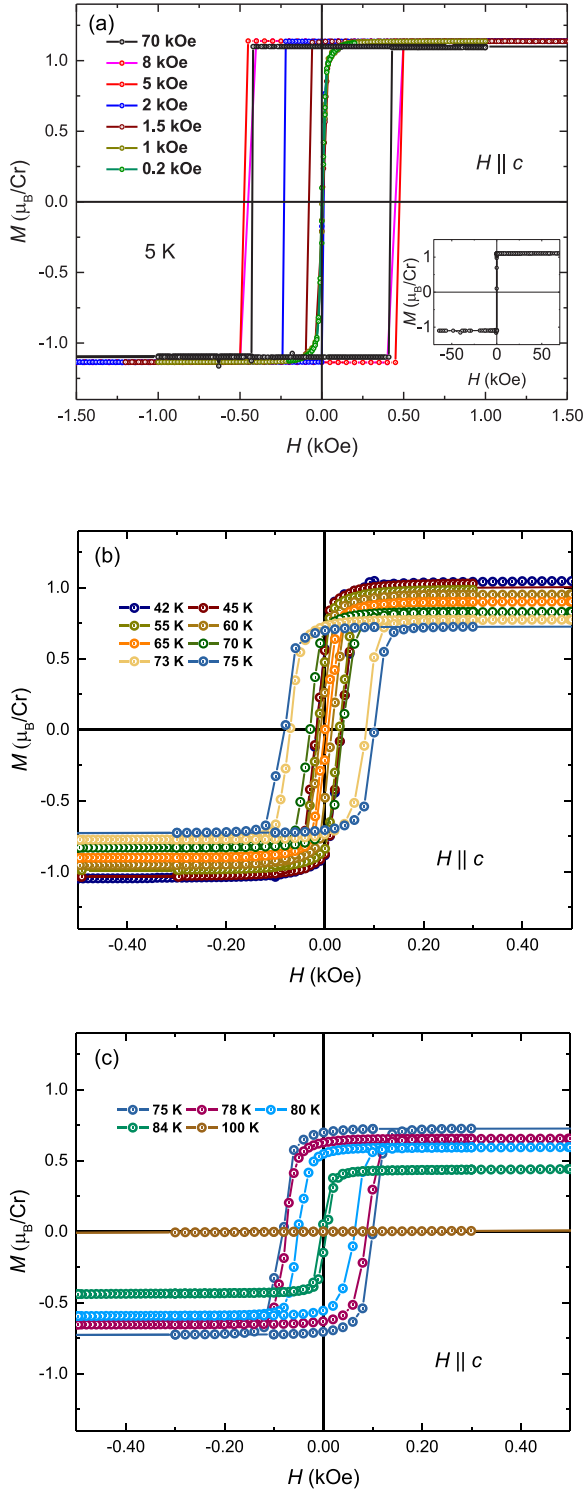 (a)
70 kOe
8 kOe
5 kOe
2 kOe
1.5 kOe
1 kOe
0.2 kOe
H || c
5 K
M (μB/Cr)
1.0
0.5
0.0
-0.5
-1.0
-1.50 -1.00 -0.50 0.00 0.50 1.00 1.50
H (kOe)
M (μB/Cr)
1
0
-1
-50 0 50
H (kOe)
(b)
42 K 45 K
55 K 60 K
65 K 70 K
73 K 75 K
H || c
M (μB/Cr)
1.0
0.5
0.0
-0.5
-1.0
-0.40 -0.20 0.00 0.20 0.40
H (kOe)
(c)
75 K 78 K 80 K
84 K 100 K
H || c
M (μB/Cr)
1.0
0.5
0.0
-0.5
-1.0
-0.40 -0.20 0.00 0.20 0.40
H (kOe)